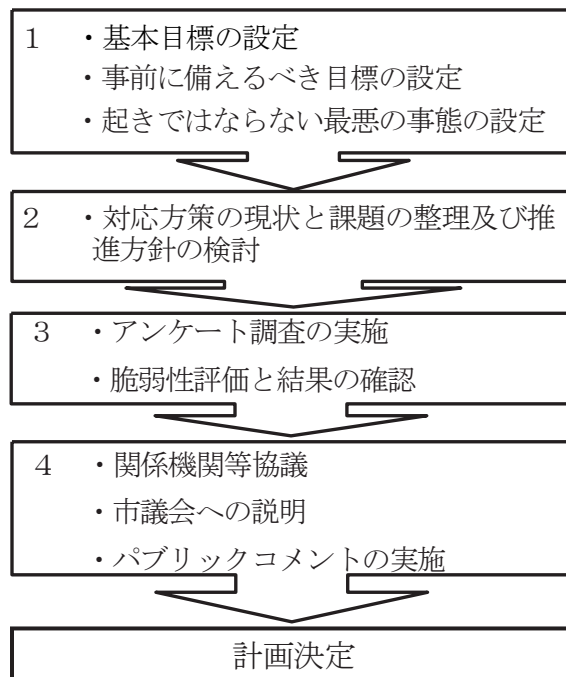 １　・基本目標の設定
・事前に備えるべき目標の設定
・起きではならない最悪の事態の設定
２　・対応方策の現状と課題の整理及び推
進方針の検討
３　・アンケート調査の実施
・脆弱性評価と結果の確認
４　・関係機関等協議
・市議会への説明
・パブリックコメントの実施
計画決定